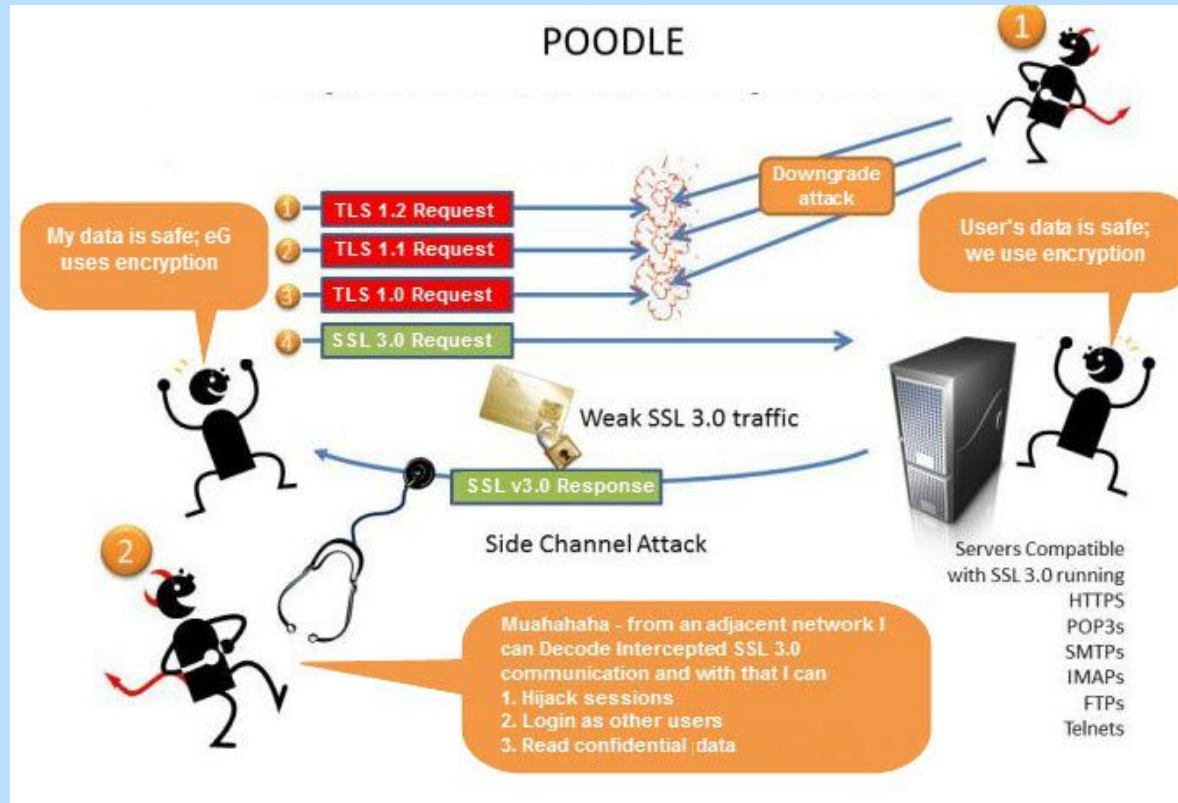 POODLE
1
Downgrade
attack
1 TLS 1.2 Request
2 TLS 1.1 Request
3 TLS 1.0 Request
4 SSL 3.0 Request
My data is safe; eG
uses encryption
User's data is safe;
we use encryption
Weak SSL 3.0 traffic
SSL v3.0 Response
Side Channel Attack
2
Muahahaha - from an adjacent network I
can Decode Intercepted SSL 3.0
communication and with that I can
1. Hijack sessions
2. Login as other users
3. Read confidential data
Servers Compatible
with SSL 3.0 running
HTTPS
POP3s
SMTPs
IMAPs
FTPs
Telnets